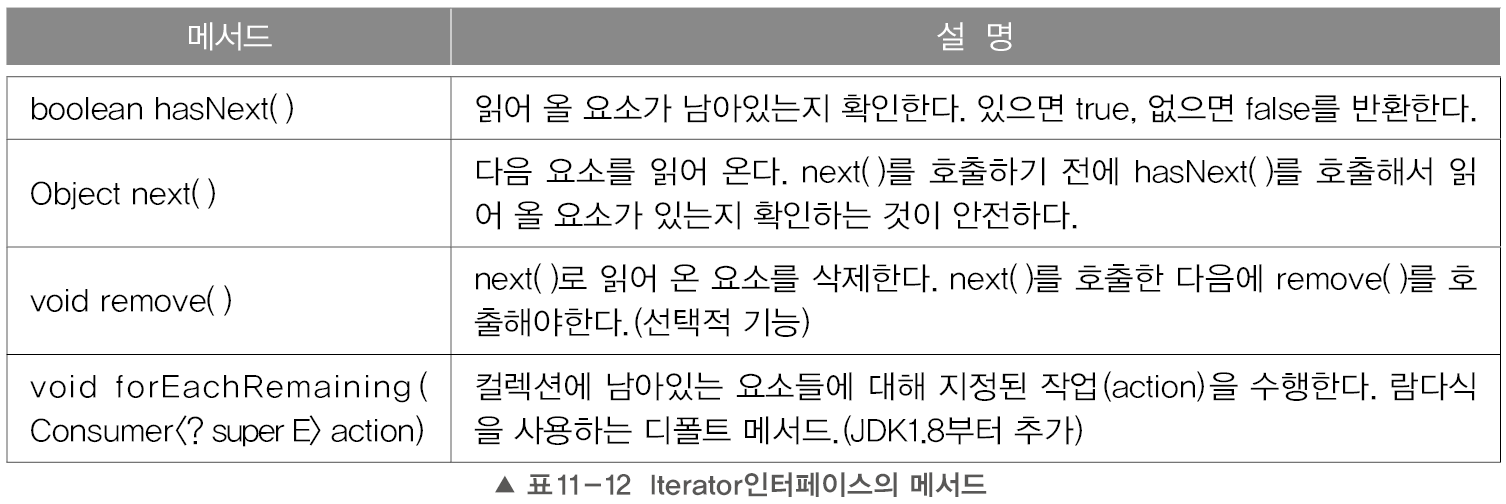 메서드 설 명
boolean hasNext( ) 읽어 올 요소가 남아있는지 확인한다. 있으면 true, 없으면 false를 반환한다.
Object next( ) 다음 요소를 읽어 온다. next( )를 호출하기 전에 hasNext( )를 호출해서 읽
어 올 요소가 있는지 확인하는 것이 안전하다.
void remove( ) next( )로 읽어 온 요소를 삭제한다. next( )를 호출한 다음에 remove( )를 호
출해야한다.(선택적 기능)
void forEachRemaining( 컬렉션에 남아있는 요소들에 대해 지정된 작업(action)을 수행한다. 람다식
Consumer〈? super E〉 action) 을 사용하는 디폴트 메서드.(JDK1.8부터 추가)
▲ 표11-12 Iterator인터페이스의 메서드